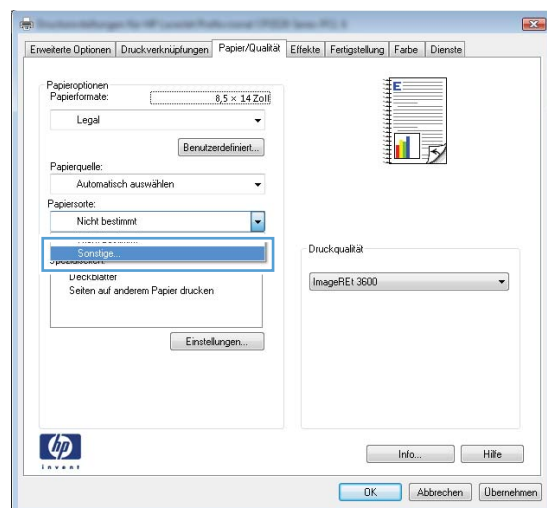 Erweiterte Optionen Druckverknüpfungen Papier/Qualität Effekte Fertigstellung Farbe Dienste
Papieroptionen
Papierformate: 8,5 × 14 Zoll
Legal
Benutzerdefiniert...
Papierquelle:
Automatisch auswählen
Papiersorte:
Nicht bestimmt
Sonstige...
Deckblätter
Seiten auf anderem Papier drucken
Einstellungen...
E
Druckqualität
ImageREt 3600
hp
invent
Info... Hilfe
OK Abbrechen Übernehmen